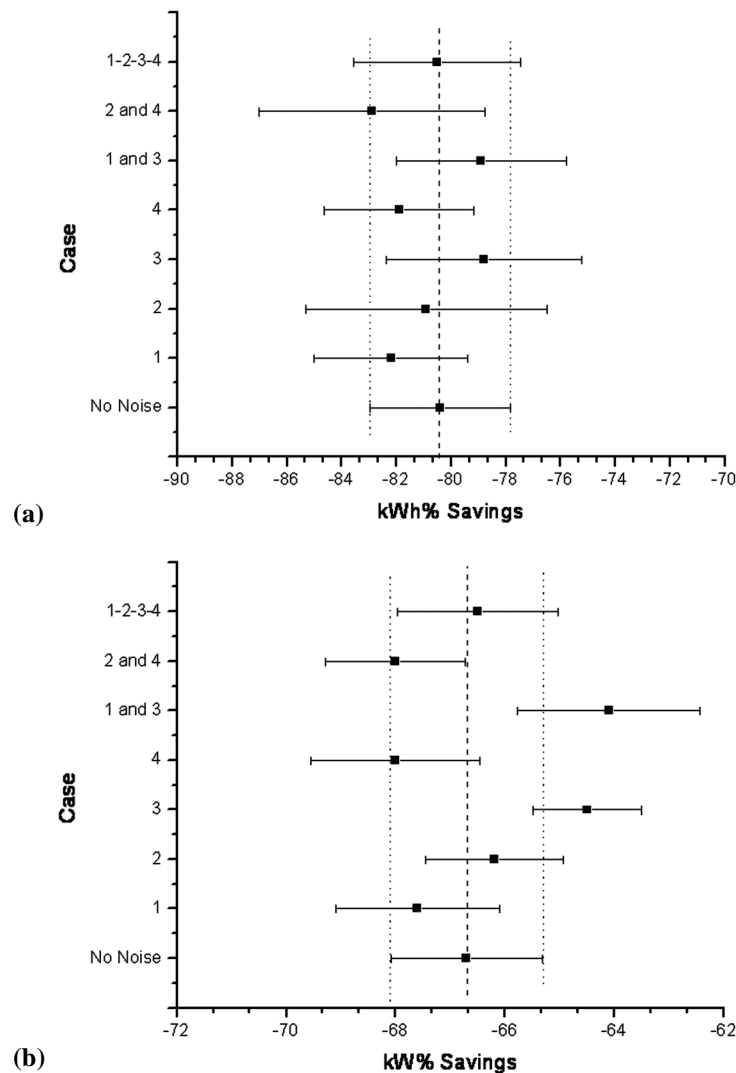 1-2-3-4
2 and 4
1 and 3
4
3
2
1
No Noise
Case
-90 -88 -86 -84 -82 -80 -78 -76 -74 -72 -70
kWh% Savings
(a)
1-2-3-4
2 and 4
1 and 3
4
3
2
1
No Noise
Case
-72 -70 -68 -66 -64 -62
kW% Savings
(b)